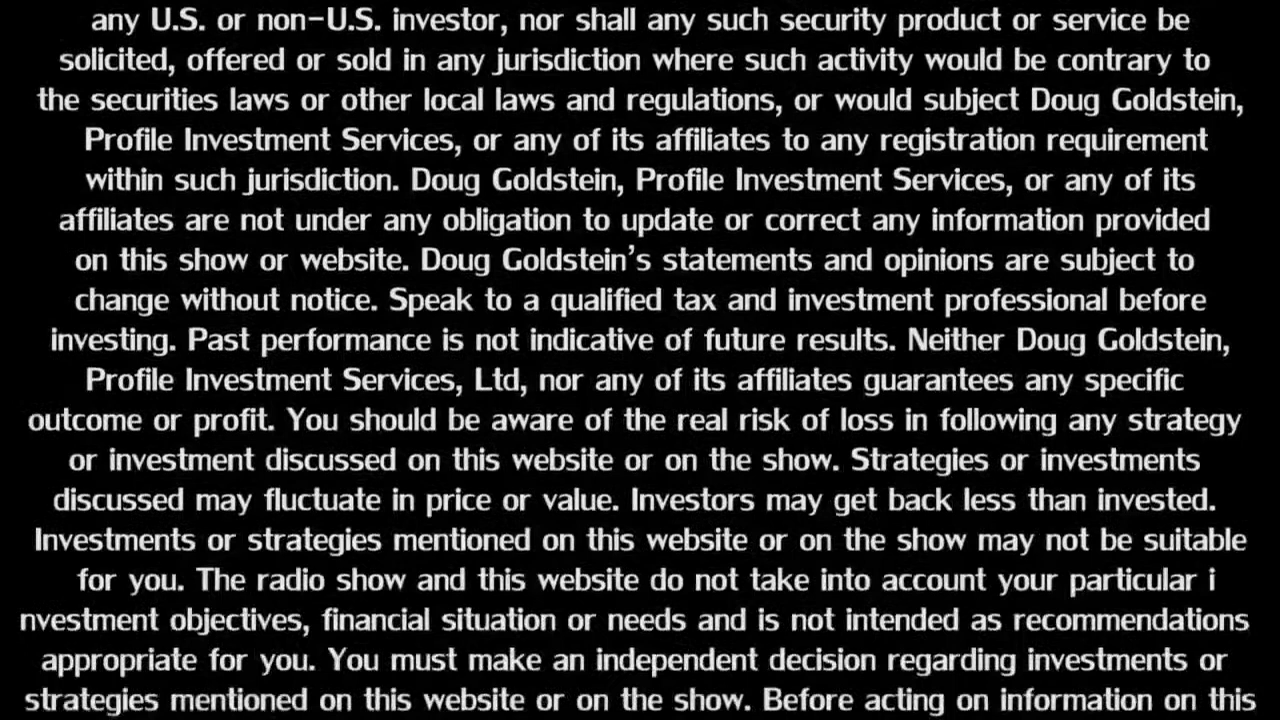 any U.S. or non-U.S. investor, nor shall any such security product or service be
solicited, offered or sold in any jurisdiction where such activity would be contrary to
the securities laws or other local laws and regulations, or would subject Doug Goldstein,
Profile Investment Services, or any of its affiliates to any registration requirement
within such jurisdiction. Doug Goldstein, Profile Investment Services, or any of its
affiliates are not under any obligation to update or correct any information provided
on this show or website. Doug Goldstein's statements and opinions are subject to
change without notice. Speak to a qualified tax and investment professional before
investing. Past performance is not indicative of future results. Neither Doug Goldstein,
Profile Investment Services, Ltd, nor any of its affiliates guarantees any specific
outcome or profit. You should be aware of the real risk of loss in following any strategy
or investment discussed on this website or on the show. Strategies or investments
discussed may fluctuate in price or value. Investors may get back less than invested.
Investments or strategies mentioned on this website or on the show may not be suitable
for you. The radio show and this website do not take into account your particular i
nvestment objectives, financial situation or needs and is not intended as recommendations
appropriate for you. You must make an independent decision regarding investments or
strategies mentioned on this website or on the show. Before acting on information on this